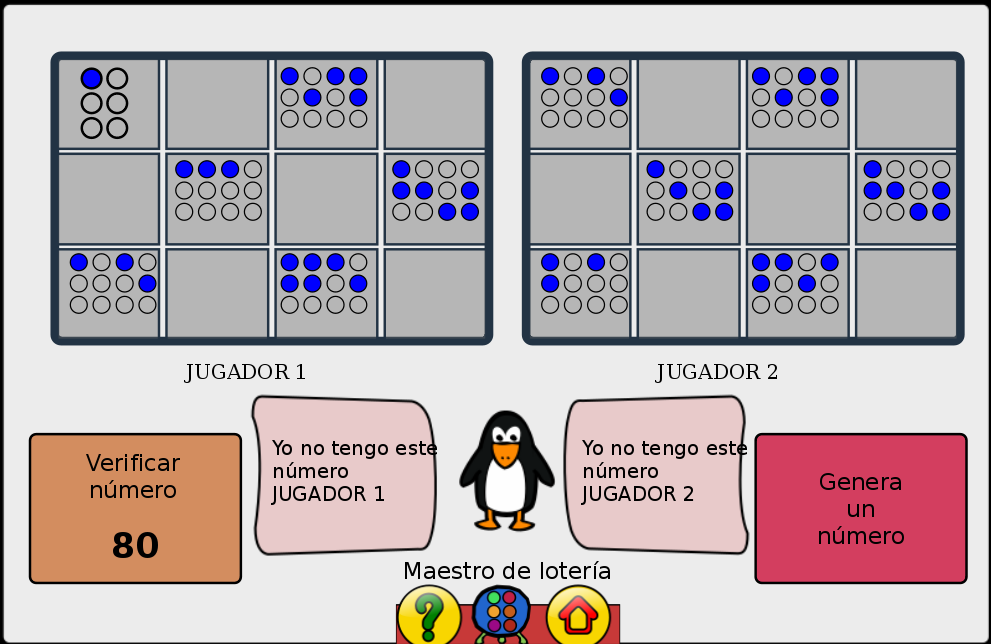 JUGADOR 1
JUGADOR 2
Verificar
número
80
Yo no tengo este
número
JUGADOR 1
Yo no tengo este
número
JUGADOR 2
Genera
un
número
Maestro de lotería
?